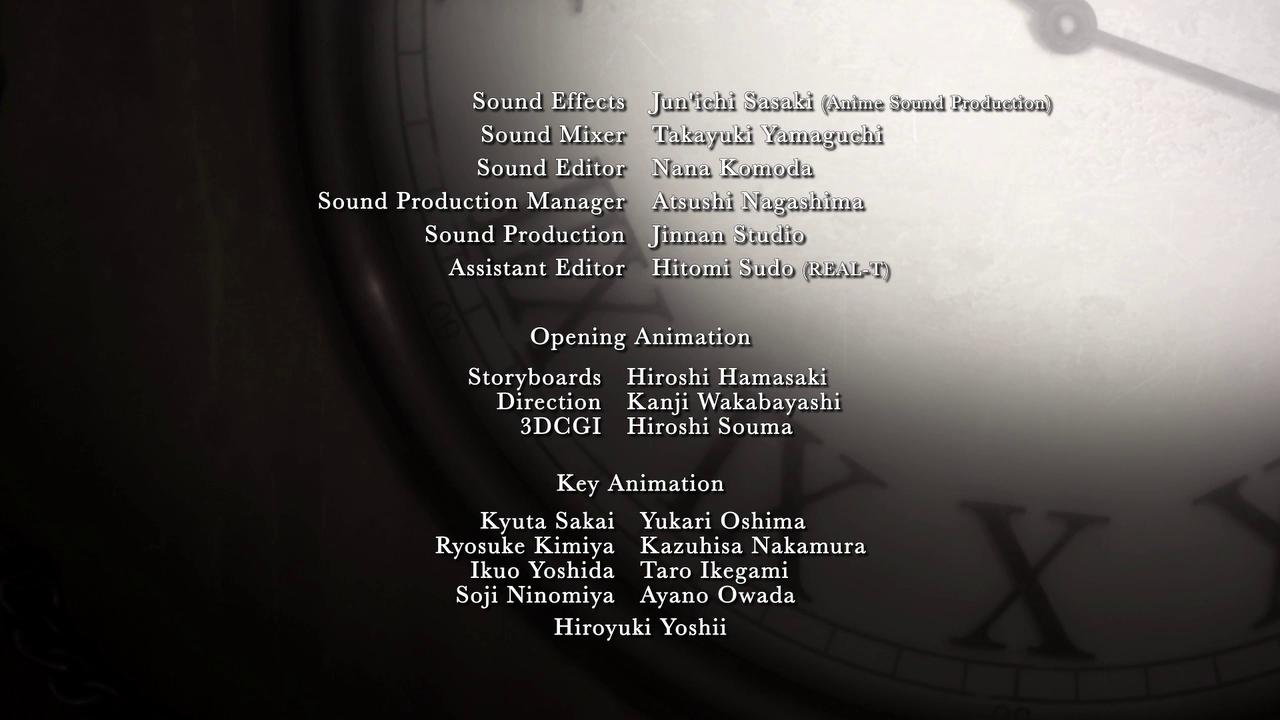 Sound Effects Jun'ichi Sasaki (Anime Sound Production)
Sound Mixer Takayuki Yamaguchi
Sound Editor Nana Komoda
Sound Production Manager Atsushi Nagashima
Sound Production Jinnan Studio
Assistant Editor Hitomi Sudo (REAL-T)
Opening Animation
Storyboards Hiroshi Hamasaki
Direction Kanji Wakabayashi
3DCGI Hiroshi Souma
Key Animation
Kyuta Sakai Yukari Oshima
Ryosuke Kimiya Kazuhisa Nakamura
Ikuo Yoshida Taro Ikegami
Soji Ninomiya Ayano Owada
Hiroyuki Yoshii
X